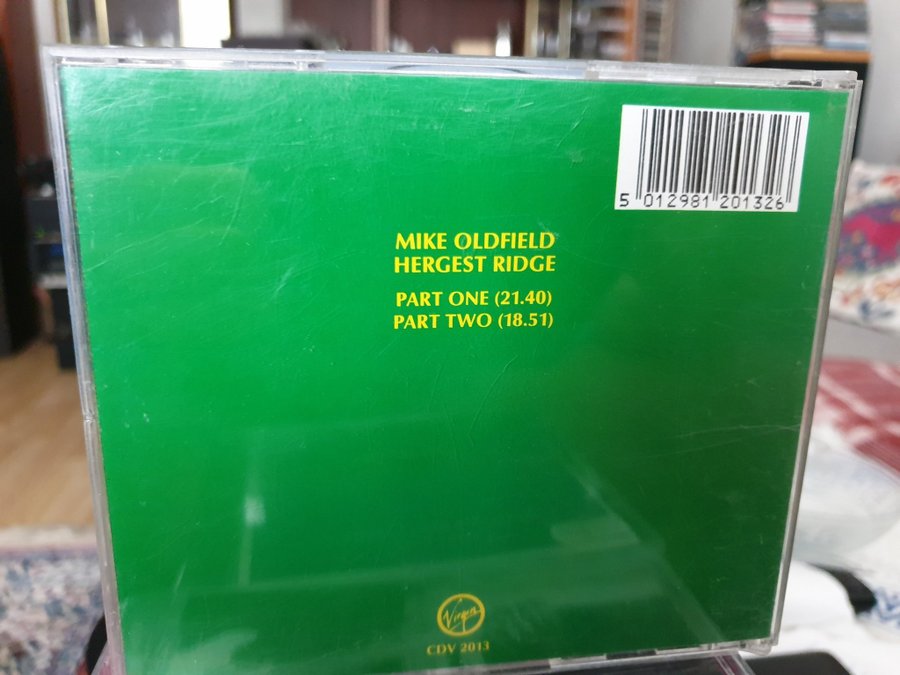 5 012981 201326
MIKE OLDFIELD
HERGEST RIDGE
PART ONE (21.40)
PART TWO (18.51)
Virgin
CDV 2013